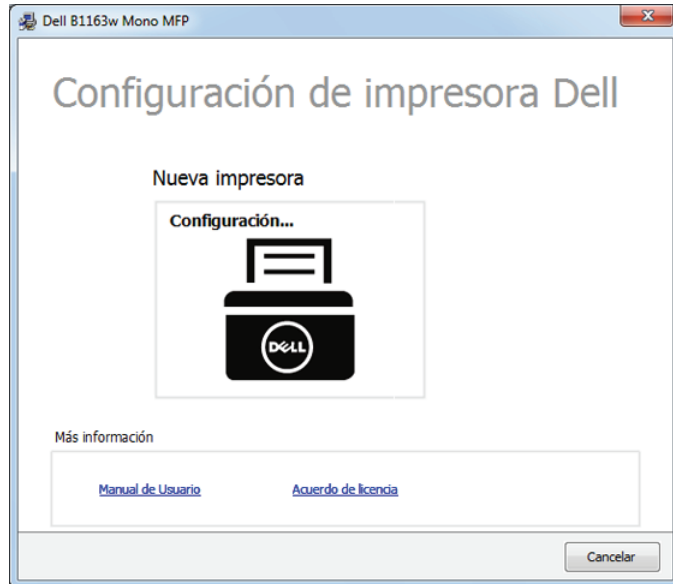 Dell B1163w Mono MFP
Configuración de impresora Dell
Nueva impresora
Configuración...
DELL
Más información
Manual de Usuario Acuerdo de licencia
Cancelar